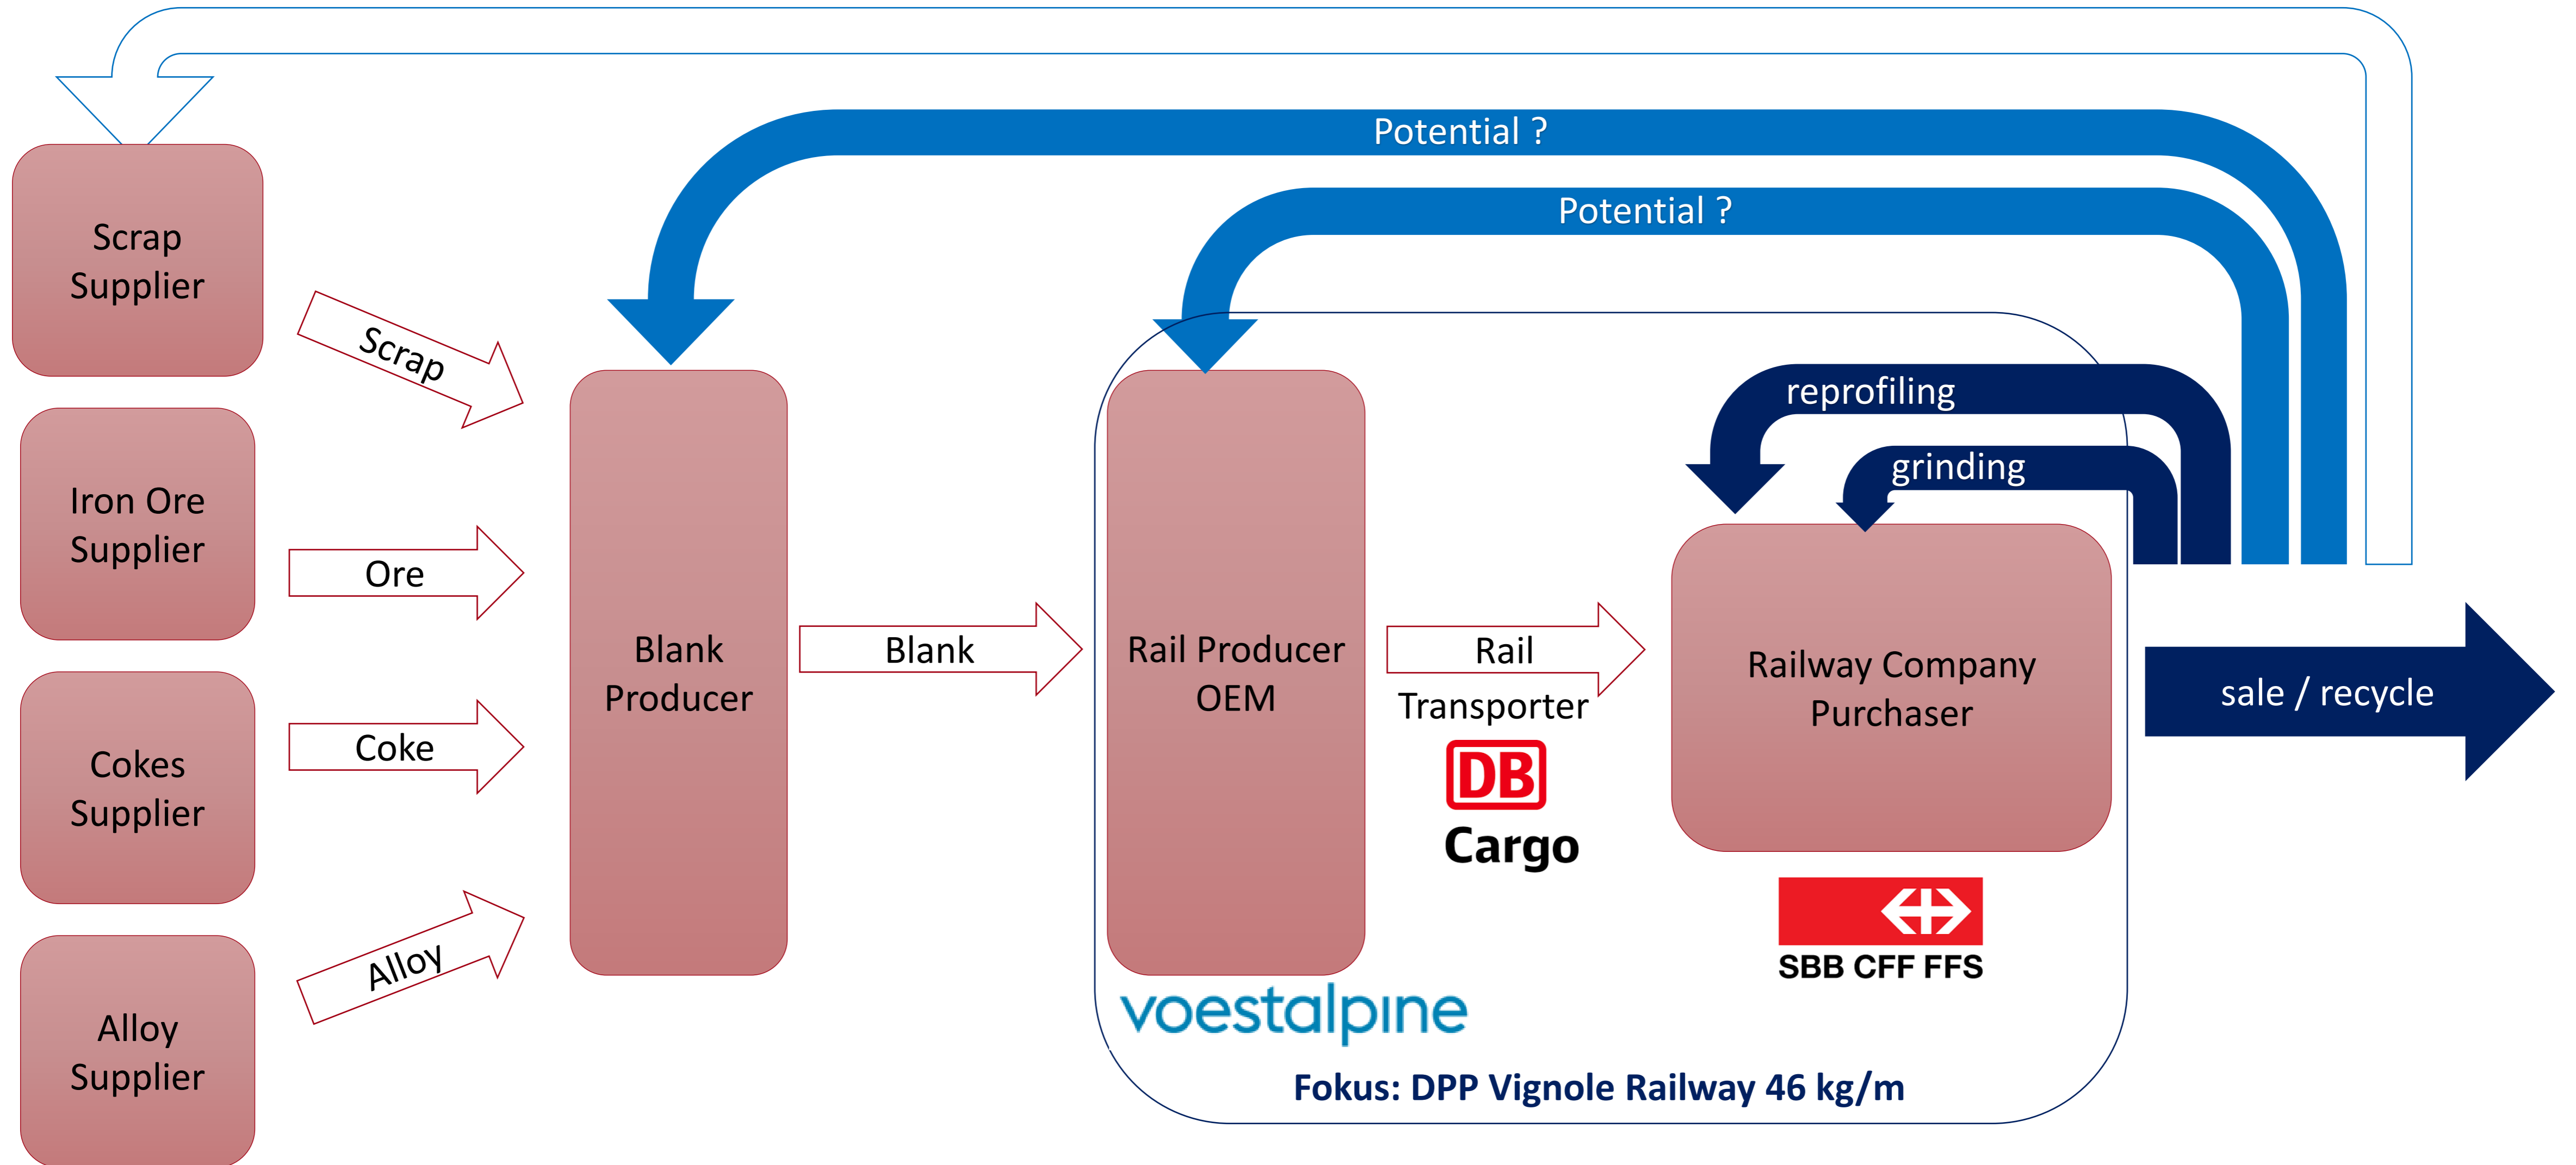 Potential ?
Potential ?
Scrap
Supplier
Scrap
reprofiling
grinding
Iron Ore
Supplier
Ore
Blank
Producer
Blank
Rail Producer
OEM
Rail
Transporter
DB
Cargo
Railway Company
Purchaser
sale / recycle
Cokes
Supplier
Coke
SBB CFF FFS
Alloy
Supplier
Alloy
voestalpine
Fokus: DPP Vignole Railway 46 kg/m